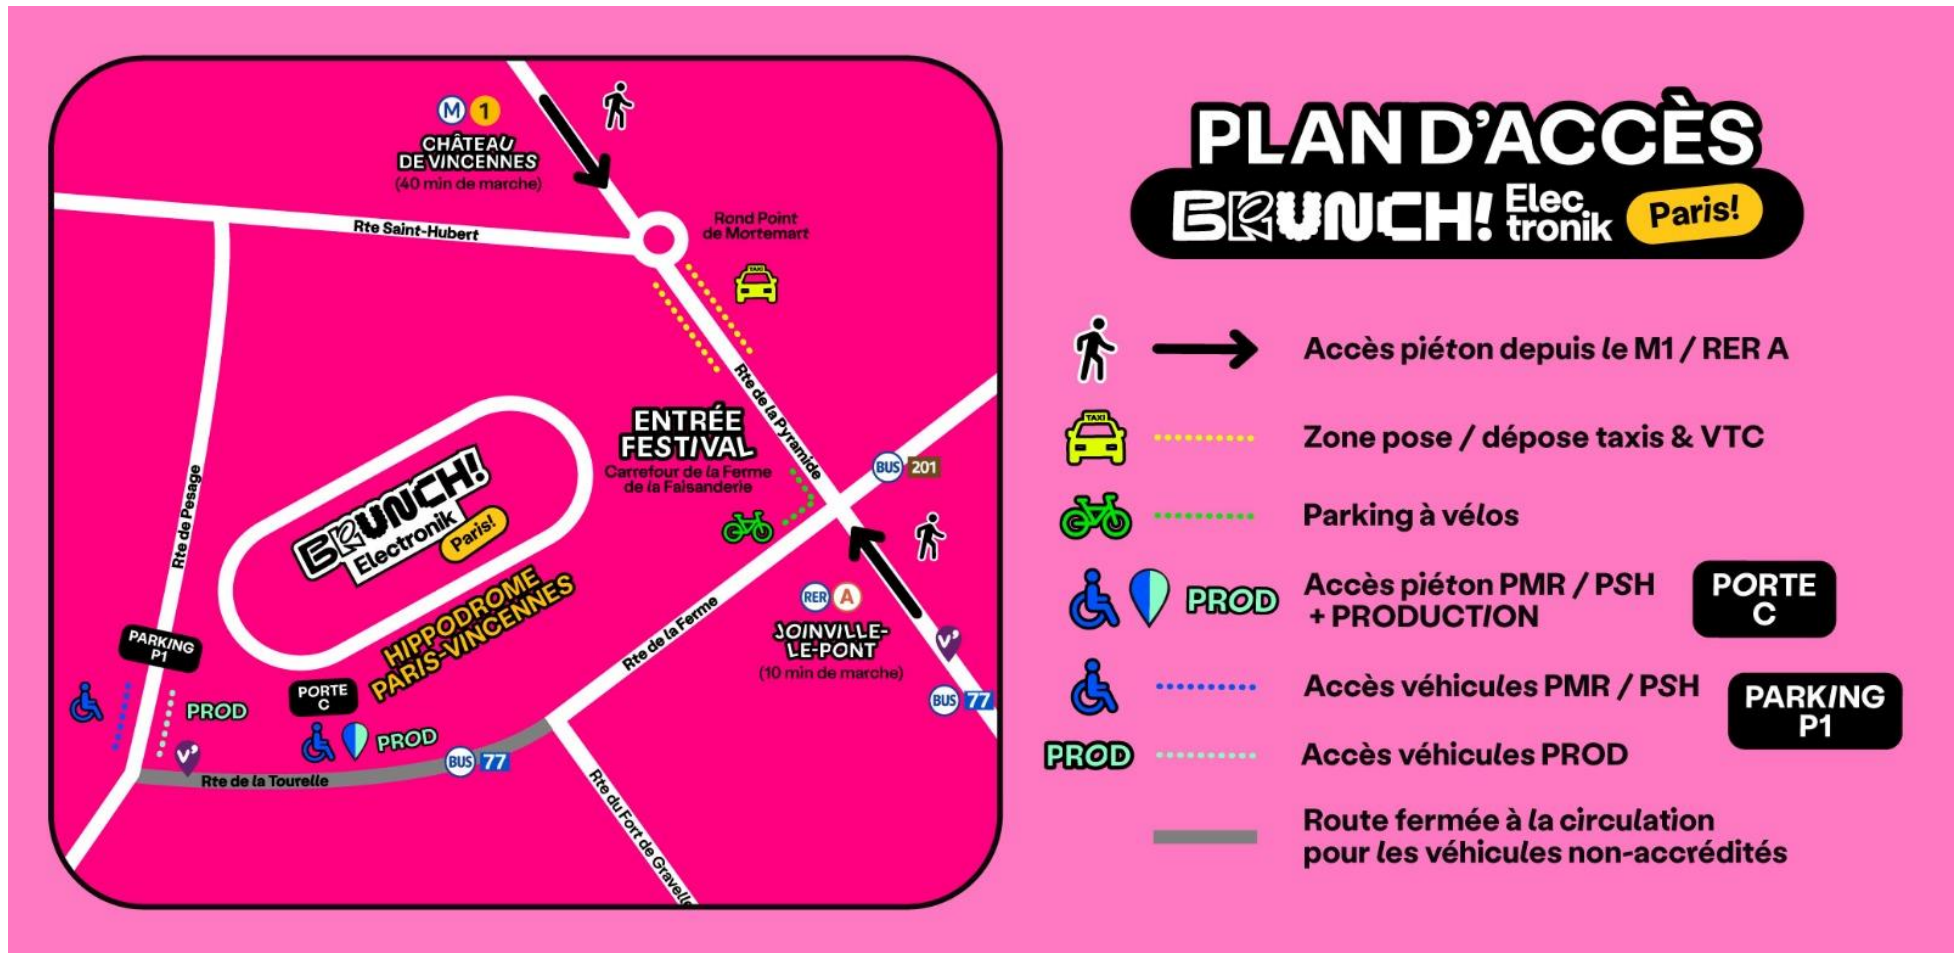 M 1
CHÂTEAU
DE VINCENNES
(40 min de marche)
Rte Saint-Hubert
Rond Point
de Mortemart
TAXI
Rte de la Pyramide
ENTRÉE
FESTIVAL
Carrefour de la Ferme
de la Faisanderie
BUS 201
Rte de Pesage
BRUNCH!
Electronik
Paris!
HIPPODROME
PARIS-VINCENNES
RER A
JOINVILLE-
LE-PONT
(10 min de marche)
V'
BUS 77
Rte de la Ferme
PARKING
P1
PROD
PORTE
C
PROD
V'
BUS 77
Rte de la Tourelle
Rte du Fort de Gravelle
PLAN D'ACCÈS
BRUNCH! Elec
tronik
Paris!
Accès piéton depuis le M1 / RER A
TAXI
Zone pose / dépose taxis & VTC
Parking à vélos
PROD
Accès piéton PMR / PSH
+ PRODUCTION
PORTE
C
Accès véhicules PMR / PSH
PARKING
P1
PROD
Accès véhicules PROD
Route fermée à la circulation
pour les véhicules non-accrédités